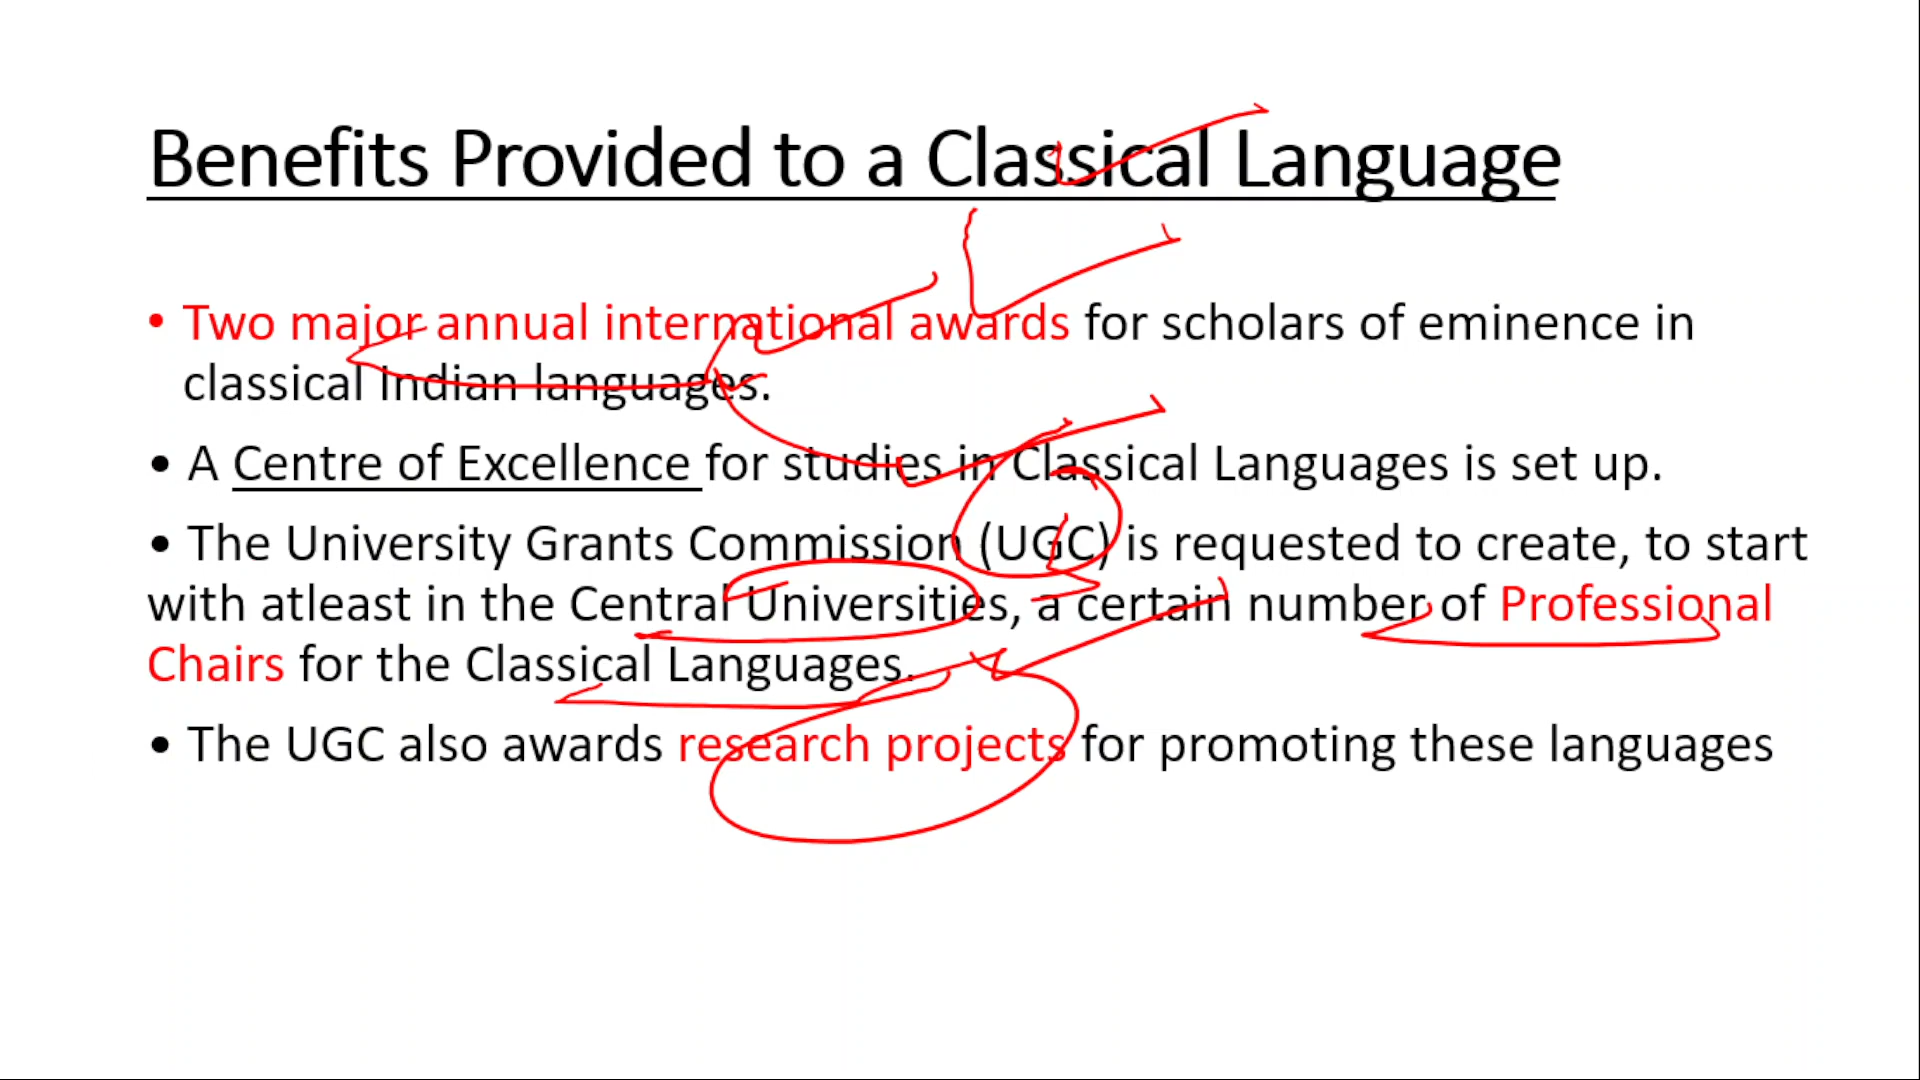 Benefits Provided to a Classical Language
• Two major annual international awards for scholars of eminence in
classical Indian languages.
• A Centre of Excellence for studies in Classical Languages is set up.
• The University Grants Commission (UGC) is requested to create, to start
with atleast in the Central Universities, a certain number of Professional
Chairs for the Classical Languages.
• The UGC also awards research projects for promoting these languages